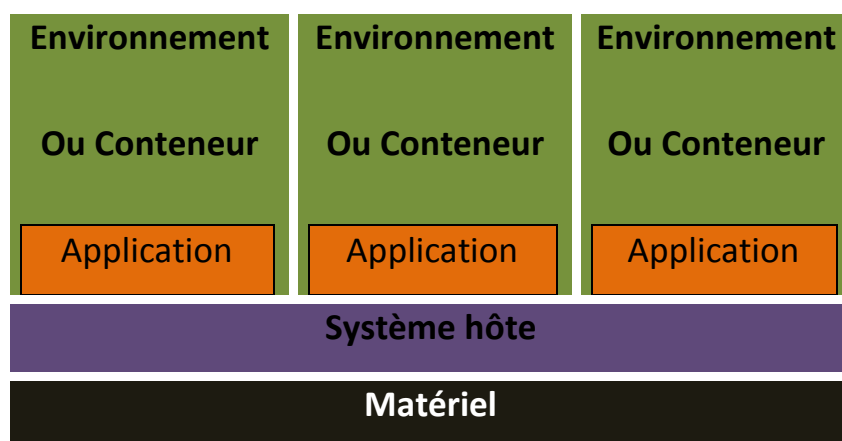 Environnement
Ou Conteneur
Application
Environnement
Ou Conteneur
Application
Environnement
Ou Conteneur
Application
Système hôte
Matériel